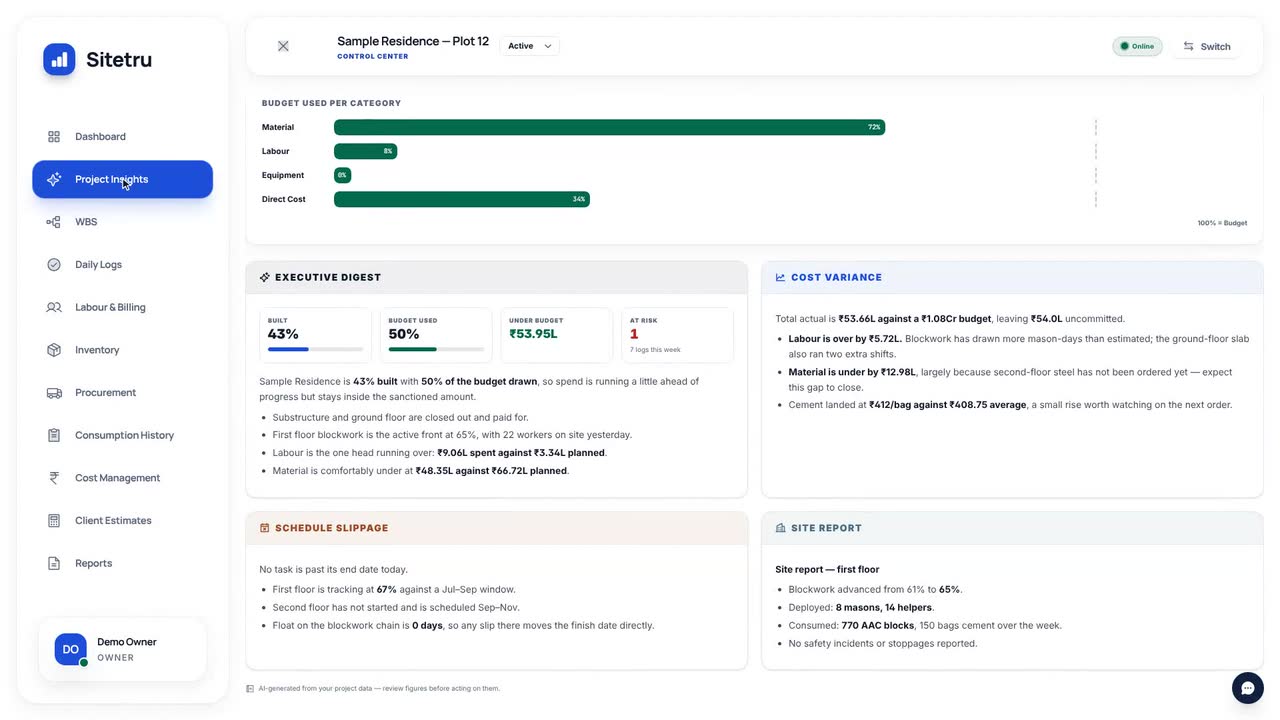 Sitetru
Dashboard
Project Insights
WBS
Daily Logs
Labour & Billing
Inventory
Procurement
Consumption History
Cost Management
Client Estimates
Reports
DO
Demo Owner
OWNER
Sample Residence – Plot 12
CONTROL CENTER
Active
Online
Switch
BUDGET USED PER CATEGORY
Material 72%
Labour 8%
Equipment 0%
Direct Cost 34%
100% = Budget
EXECUTIVE DIGEST
BUILT
43%
BUDGET USED
50%
UNDER BUDGET
₹53.95L
AT RISK
1
7 logs this week
Sample Residence is 43% built with 50% of the budget drawn, so spend is running a little ahead of
progress but stays inside the sanctioned amount.
• Substructure and ground floor are closed out and paid for.
• First floor blockwork is the active front at 65%, with 22 workers on site yesterday.
• Labour is the one head running over: ₹9.06L spent against ₹3.34L planned.
• Material is comfortably under at ₹48.35L against ₹66.72L planned.
COST VARIANCE
Total actual is ₹53.66L against a ₹1.08Cr budget, leaving ₹54.0L uncommitted.
• Labour is over by ₹5.72L. Blockwork has drawn more mason-days than estimated; the ground-floor slab
also ran two extra shifts.
• Material is under by ₹12.98L, largely because second-floor steel has not been ordered yet — expect
this gap to close.
• Cement landed at ₹412/bag against ₹408.75 average, a small rise worth watching on the next order.
SCHEDULE SLIPPAGE
No task is past its end date today.
• First floor is tracking at 67% against a Jul–Sep window.
• Second floor has not started and is scheduled Sep–Nov.
• Float on the blockwork chain is 0 days, so any slip there moves the finish date directly.
SITE REPORT
Site report — first floor
• Blockwork advanced from 61% to 65%.
• Deployed: 8 masons, 14 helpers.
• Consumed: 770 AAC blocks, 150 bags cement over the week.
• No safety incidents or stoppages reported.
AI-generated from your project data — review figures before acting on them.